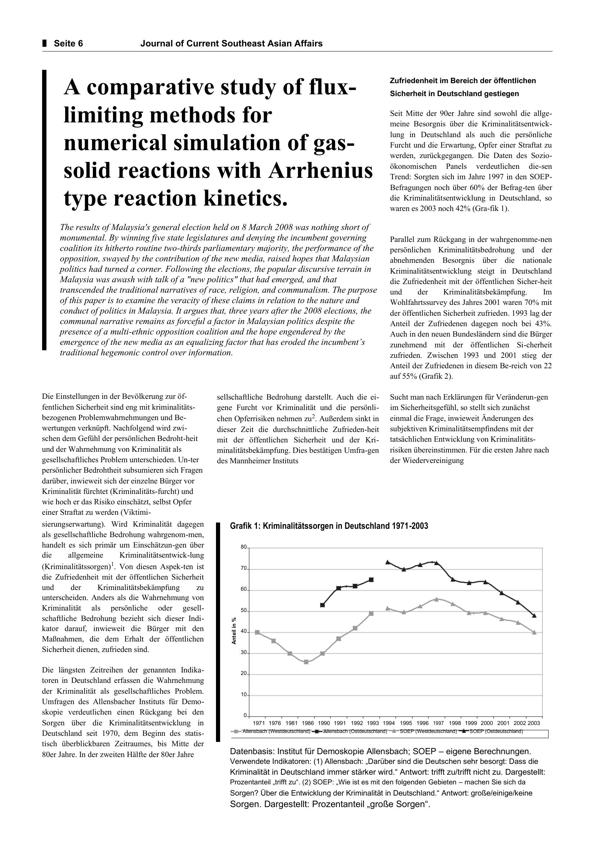 Seite 6 Journal of Current Southeast Asian Affairs
A comparative study of flux-
limiting methods for
numerical simulation of gas-
solid reactions with Arrhenius
type reaction kinetics.
The results of Malaysia's general election held on 8 March 2008 was nothing short of
monumental. By winning five state legislatures and denying the incumbent governing
coalition its hitherto routine two-thirds parliamentary majority, the performance of the
opposition, swayed by the contribution of the new media, raised hopes that Malaysian
politics had turned a corner. Following the elections, the popular discursive terrain in
Malaysia was awash with talk of a "new politics" that had emerged, and that
transcended the traditional narratives of race, religion, and communalism. The purpose
of this paper is to examine the veracity of these claims in relation to the nature and
conduct of politics in Malaysia. It argues that, three years after the 2008 elections, the
communal narrative remains as forceful a factor in Malaysian politics despite the
presence of a multi-ethnic opposition coalition and the hope engendered by the
emergence of the new media as an equalizing factor that has eroded the incumbent's
traditional hegemonic control over information.
Zufriedenheit im Bereich der öffentlichen
Sicherheit in Deutschland gestiegen
Seit Mitte der 90er Jahre sind sowohl die allge-
meine Besorgnis über die Kriminalitätsentwick-
lung in Deutschland als auch die persönliche
Furcht und die Erwartung, Opfer einer Straftat zu
werden, zurückgegangen. Die Daten des Sozio-
ökonomischen Panels verdeutlichen die-sen
Trend: Sorgten sich im Jahre 1997 in den SOEP-
Befragungen noch über 60% der Befrag-ten über
die Kriminalitätsentwicklung in Deutschland, so
waren es 2003 noch 42% (Gra-fik 1).
Parallel zum Rückgang in der wahrgenomme-nen
persönlichen Kriminalitätsbedrohung und der
abnehmenden Besorgnis über die nationale
Kriminalitätsentwicklung steigt in Deutschland
die Zufriedenheit mit der öffentlichen Sicher-heit
und der Kriminalitätsbekämpfung. Im
Wohlfahrtssurvey des Jahres 2001 waren 70% mit
der öffentlichen Sicherheit zufrieden. 1993 lag der
Anteil der Zufriedenen dagegen noch bei 43%.
Auch in den neuen Bundesländern sind die Bürger
zunehmend mit der öffentlichen Si-cherheit
zufrieden. Zwischen 1993 und 2001 stieg der
Anteil der Zufriedenen in diesem Be-reich von 22
auf 55% (Grafik 2).
Die Einstellungen in der Bevölkerung zur öf-
fentlichen Sicherheit sind eng mit kriminalitäts-
bezogenen Problemwahrnehmungen und Be-
wertungen verknüpft. Nachfolgend wird zwi-
schen dem Gefühl der persönlichen Bedroht-heit
und der Wahrnehmung von Kriminalität als
gesellschaftliches Problem unterschieden. Un-ter
persönlicher Bedrohtheit subsumieren sich Fragen
darüber, inwieweit sich der einzelne Bürger vor
Kriminalität fürchtet (Kriminalitäts-furcht) und
wie hoch er das Risiko einschätzt, selbst Opfer
einer Straftat zu werden (Viktimi-
sierungserwartung). Wird Kriminalität dagegen
als gesellschaftliche Bedrohung wahrgenom-men,
handelt es sich primär um Einschätzun-gen über
die allgemeine Kriminalitätsentwick-lung
(Kriminalitätssorgen)1. Von diesen Aspek-ten ist
die Zufriedenheit mit der öffentlichen Sicherheit
und der Kriminalitätsbekämpfung zu
unterscheiden. Anders als die Wahrnehmung von
Kriminalität als persönliche oder gesell-
schaftliche Bedrohung bezieht sich dieser Indi-
kator darauf, inwieweit die Bürger mit den
Maßnahmen, die dem Erhalt der öffentlichen
Sicherheit dienen, zufrieden sind.
Die längsten Zeitreihen der genannten Indika-
toren in Deutschland erfassen die Wahrnehmung
der Kriminalität als gesellschaftliches Problem.
Umfragen des Allensbacher Instituts für Demo-
skopie verdeutlichen einen Rückgang bei den
Sorgen über die Kriminalitätsentwicklung in
Deutschland seit 1970, dem Beginn des statis-
tisch überblickbaren Zeitraumes, bis Mitte der
80er Jahre. In der zweiten Hälfte der 80er Jahre
sellschaftliche Bedrohung darstellt. Auch die ei-
gene Furcht vor Kriminalität und die persönli-
chen Opferrisiken nehmen zu2. Außerdem sinkt in
dieser Zeit die durchschnittliche Zufrieden-heit
mit der öffentlichen Sicherheit und der Kri-
minalitätsbekämpfung. Dies bestätigen Umfra-gen
des Mannheimer Instituts
Sucht man nach Erklärungen für Veränderun-gen
im Sicherheitsgefühl, so stellt sich zunächst
einmal die Frage, inwieweit Änderungen des
subjektiven Kriminalitätsempfindens mit der
tatsächlichen Entwicklung von Kriminalitäts-
risiken übereinstimmen. Für die ersten Jahre nach
der Wiedervereinigung
Grafik 1: Kriminalitätssorgen in Deutschland 1971-2003
80
70
60
50
40
30
20
10
0
Anteil in %
1971 1976 1981 1986 1990 1991 1992 1993 1994 1995 1996 1997 1998 1999 2000 2001 2002 2003
Allensbach (Westdeutschland) Allensbach (Ostdeutschland) SOEP (Westdeutschland) SOEP (Ostdeutschland)
Datenbasis: Institut für Demoskopie Allensbach; SOEP – eigene Berechnungen.
Verwendete Indikatoren: (1) Allensbach: „Darüber sind die Deutschen sehr besorgt: Dass die
Kriminalität in Deutschland immer stärker wird.“ Antwort: trifft zu/trifft nicht zu. Dargestellt:
Prozentanteil „trifft zu“. (2) SOEP: „Wie ist es mit den folgenden Gebieten – machen Sie sich da
Sorgen? Über die Entwicklung der Kriminalität in Deutschland.“ Antwort: große/einige/keine
Sorgen. Dargestellt: Prozentanteil „große Sorgen“.